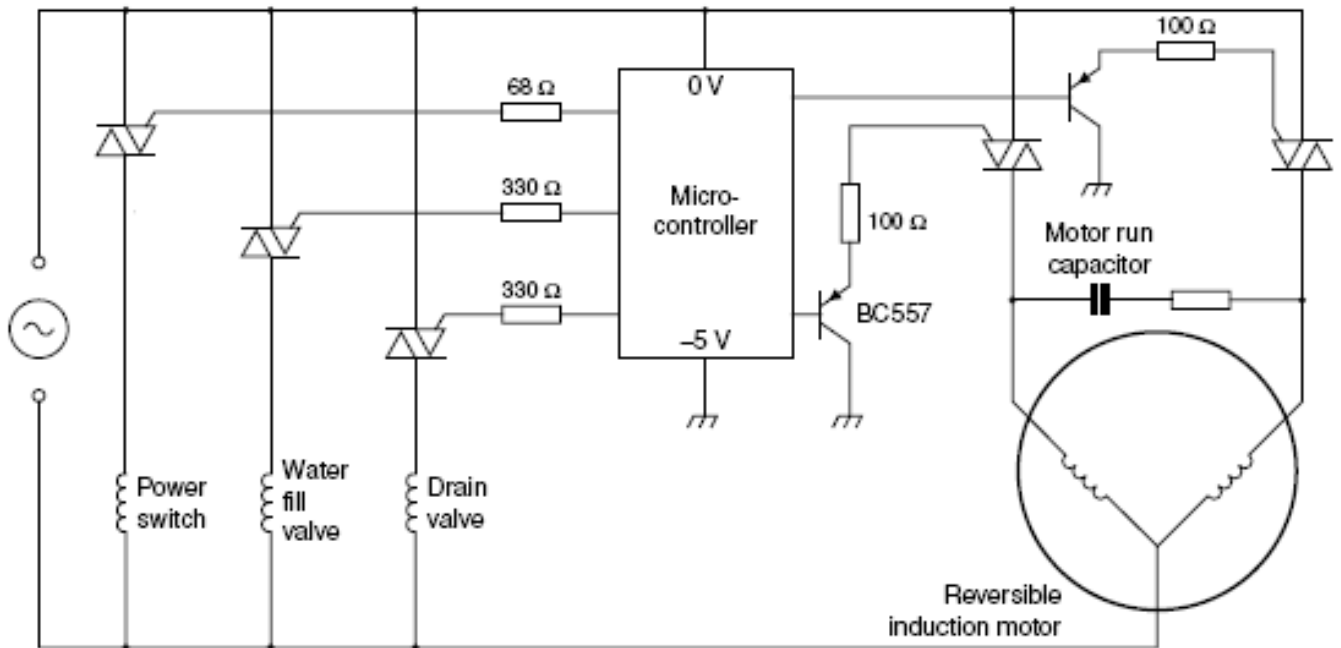 100 Ω
68 Ω
0 V
330 Ω
Micro-
controller
100 Ω
Motor run
capacitor
330 Ω
BC557
–5 V
Power
switch
Water
fill
valve
Drain
valve
Reversible
induction motor